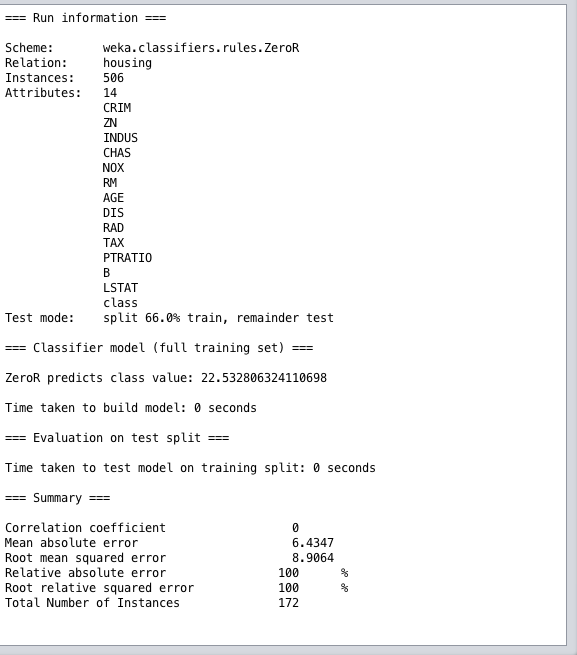 === Run information ===
Scheme: weka.classifiers.rules.ZeroR
Relation: housing
Instances: 506
Attributes: 14
CRIM
ZN
INDUS
CHAS
NOX
RM
AGE
DIS
RAD
TAX
PTRATIO
B
LSTAT
class
Test mode: split 66.0% train, remainder test
=== Classifier model (full training set) ===
ZeroR predicts class value: 22.532806324110698
Time taken to build model: 0 seconds
=== Evaluation on test split ===
Time taken to test model on training split: 0 seconds
=== Summary ===
Correlation coefficient 0
Mean absolute error 6.4347
Root mean squared error 8.9064
Relative absolute error 100 %
Root relative squared error 100 %
Total Number of Instances 172